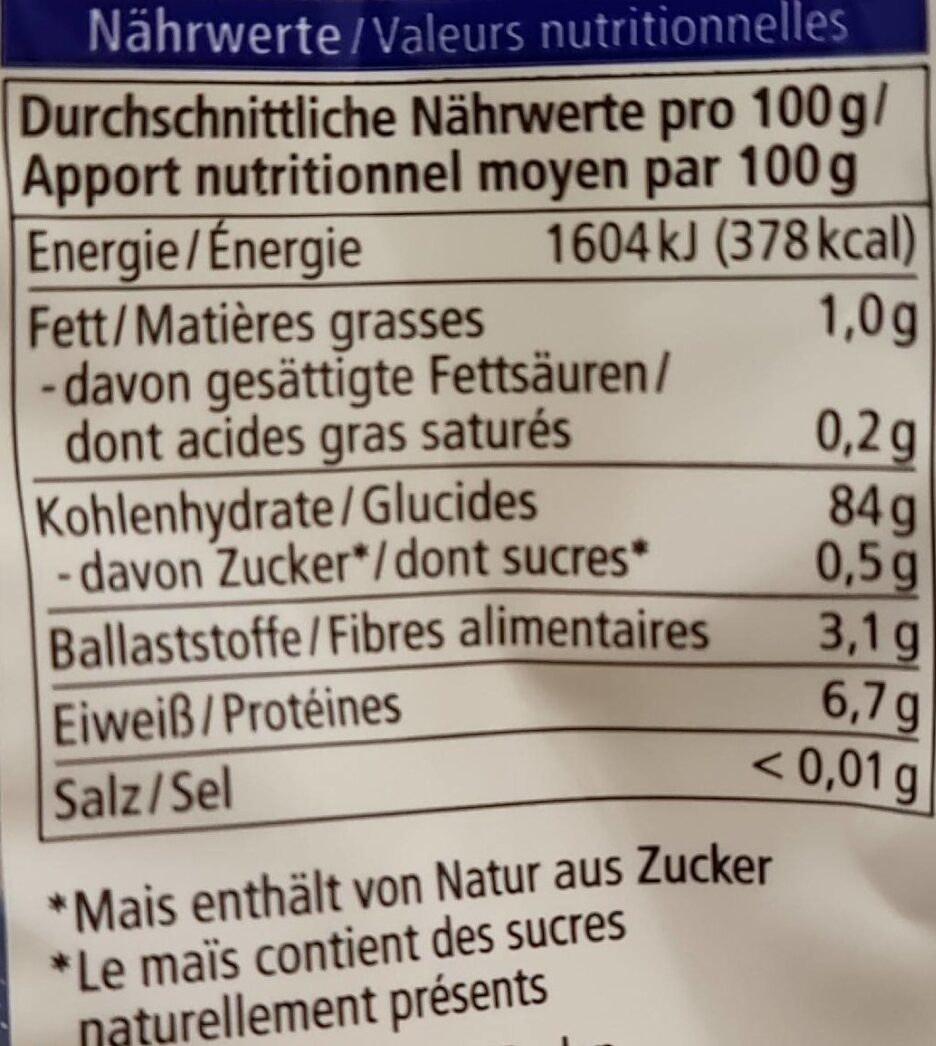 Nährwerte/Valeurs nutritionnelles
Durchschnittliche Nährwerte pro 100g/
Apport nutritionnel moyen par 100g
Energie/Énergie 1604kJ (378kcal)
Fett/Matières grasses 1,0g
-davon gesättigte Fettsäuren/
dont acides gras saturés 0,2g
Kohlenhydrate/Glucides 84g
-davon Zucker*/dont sucres* 0,5g
Ballaststoffe/Fibres alimentaires 3,1g
Eiweiß/Protéines 6,7g
Salz/Sel < 0,01g
*Mais enthält von Natur aus Zucker
*Le maïs contient des sucres
naturellement présents